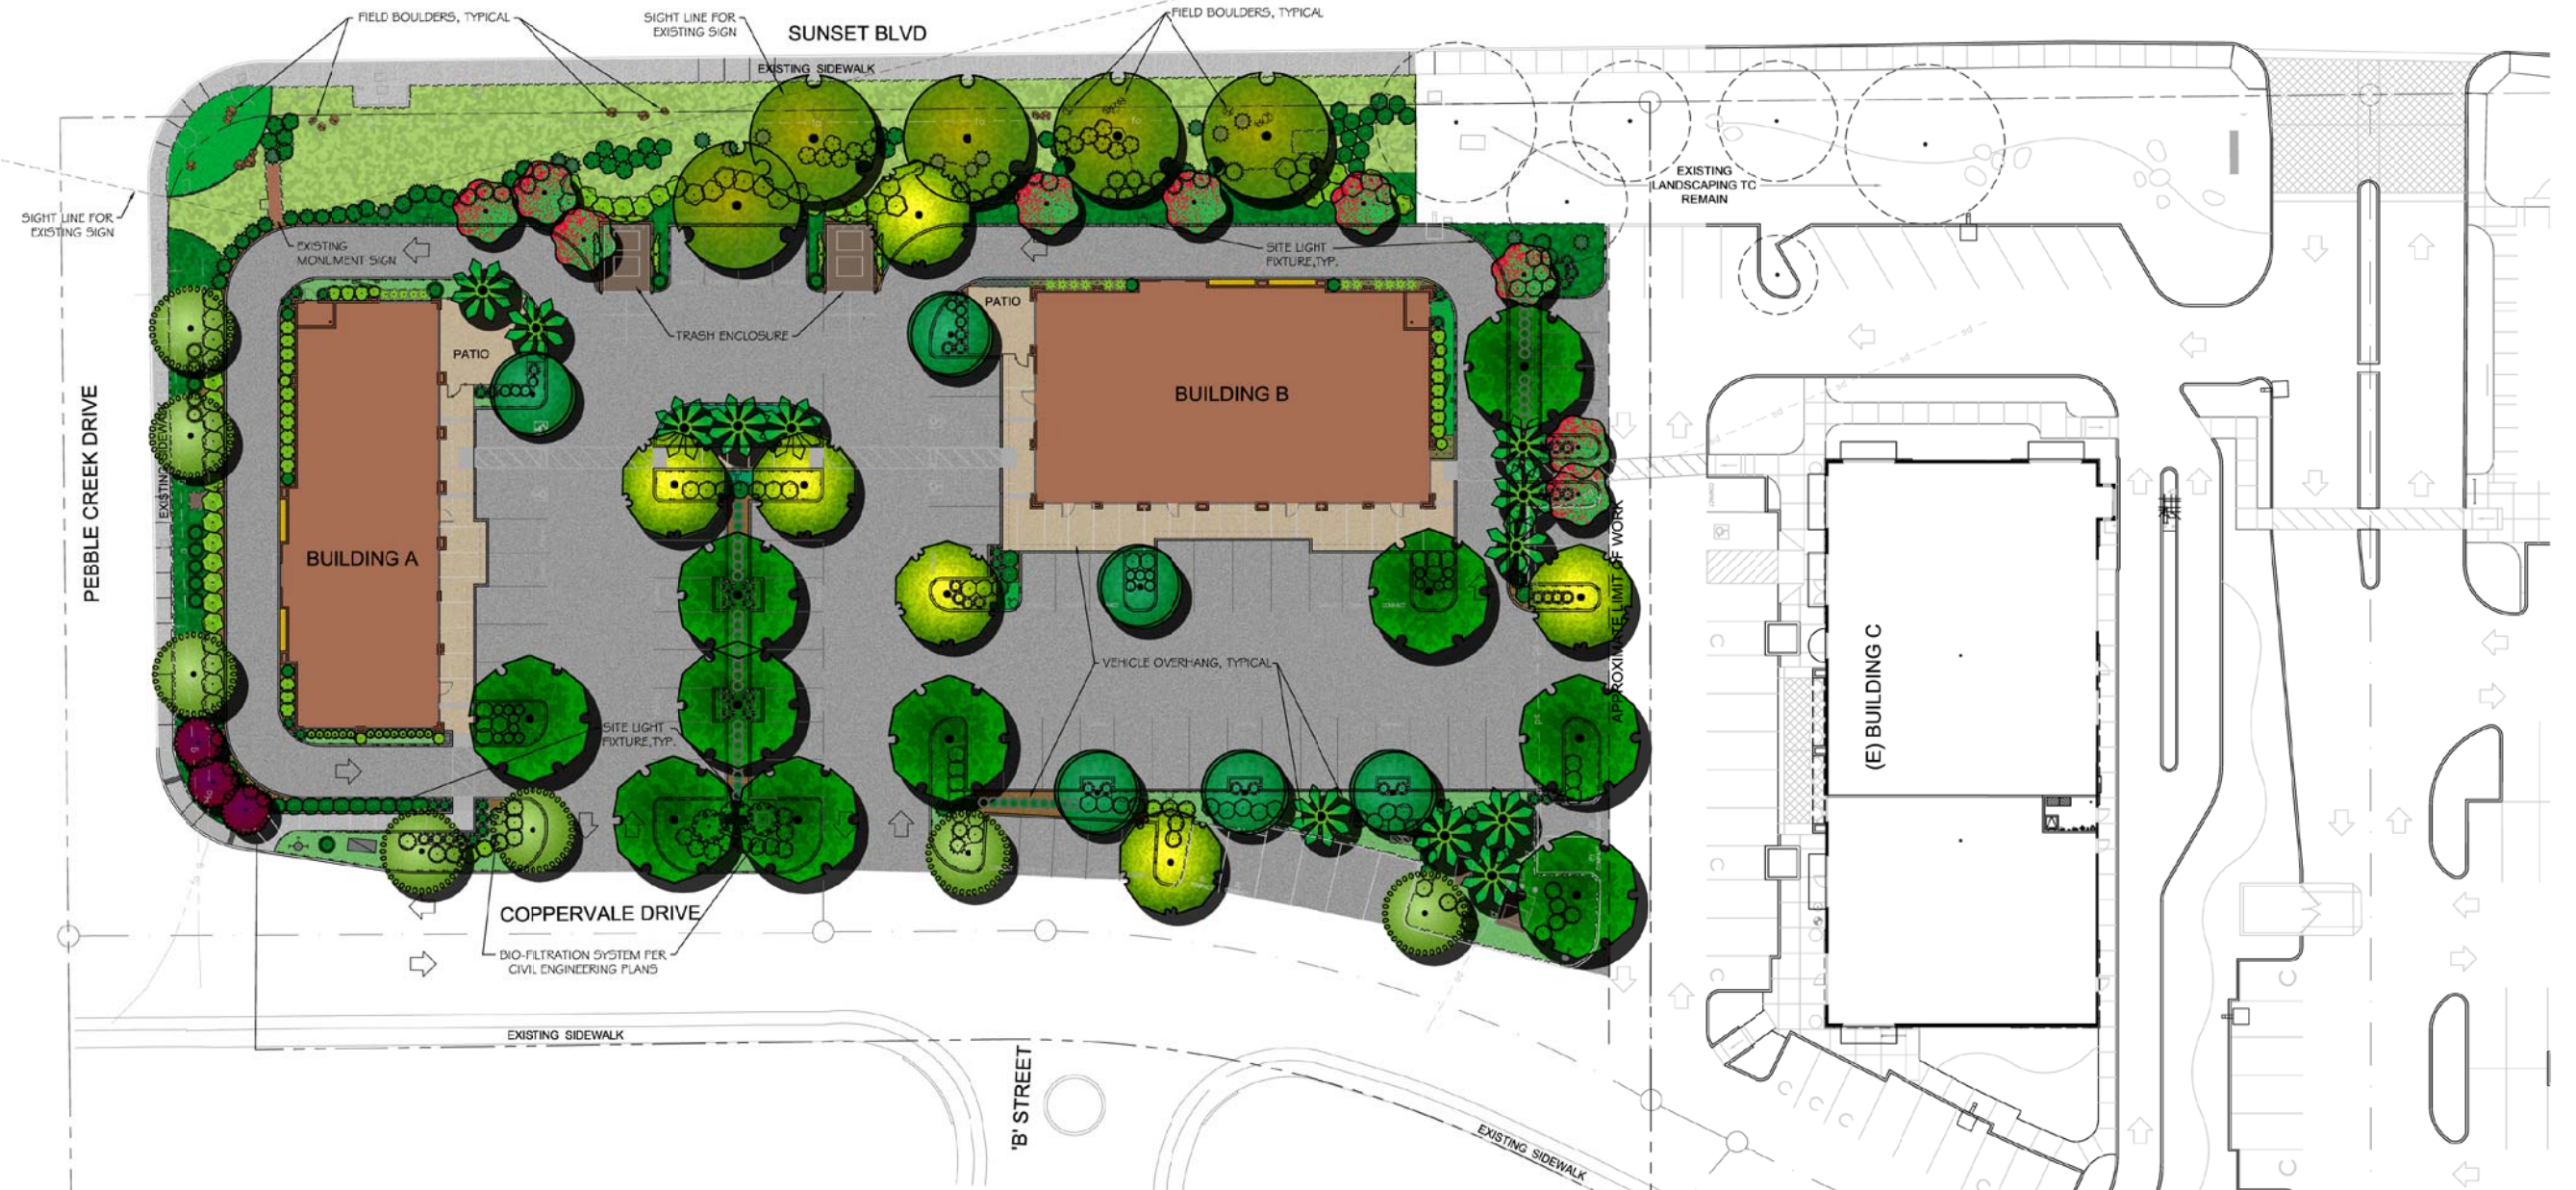 FIELD BOULDERS, TYPICAL
SIGHT LINE FOR
EXISTING SIGN
SUNSET BLVD
FIELD BOULDERS, TYPICAL
EXISTING SIDEWALK
EXISTING
LANDSCAPING TO
REMAIN
SIGHT LINE FOR
EXISTING SIGN
EXISTING
MONUMENT SIGN
SITE LIGHT
FIXTURE,TYP.
PATIO
TRASH ENCLOSURE
PATIO
BUILDING B
PEBBLE CREEK DRIVE
EXISTING SIDEWALK
BUILDING A
APPROXIMATE LIMIT OF WORK
(E) BUILDING C
VEHICLE OVERHANG, TYPICAL
SITE LIGHT
FIXTURE,TYP.
COPPERVALE DRIVE
BIO-FILTRATION SYSTEM PER
CIVIL ENGINEERING PLANS
EXISTING SIDEWALK
'B' STREET
EXISTING SIDEWALK